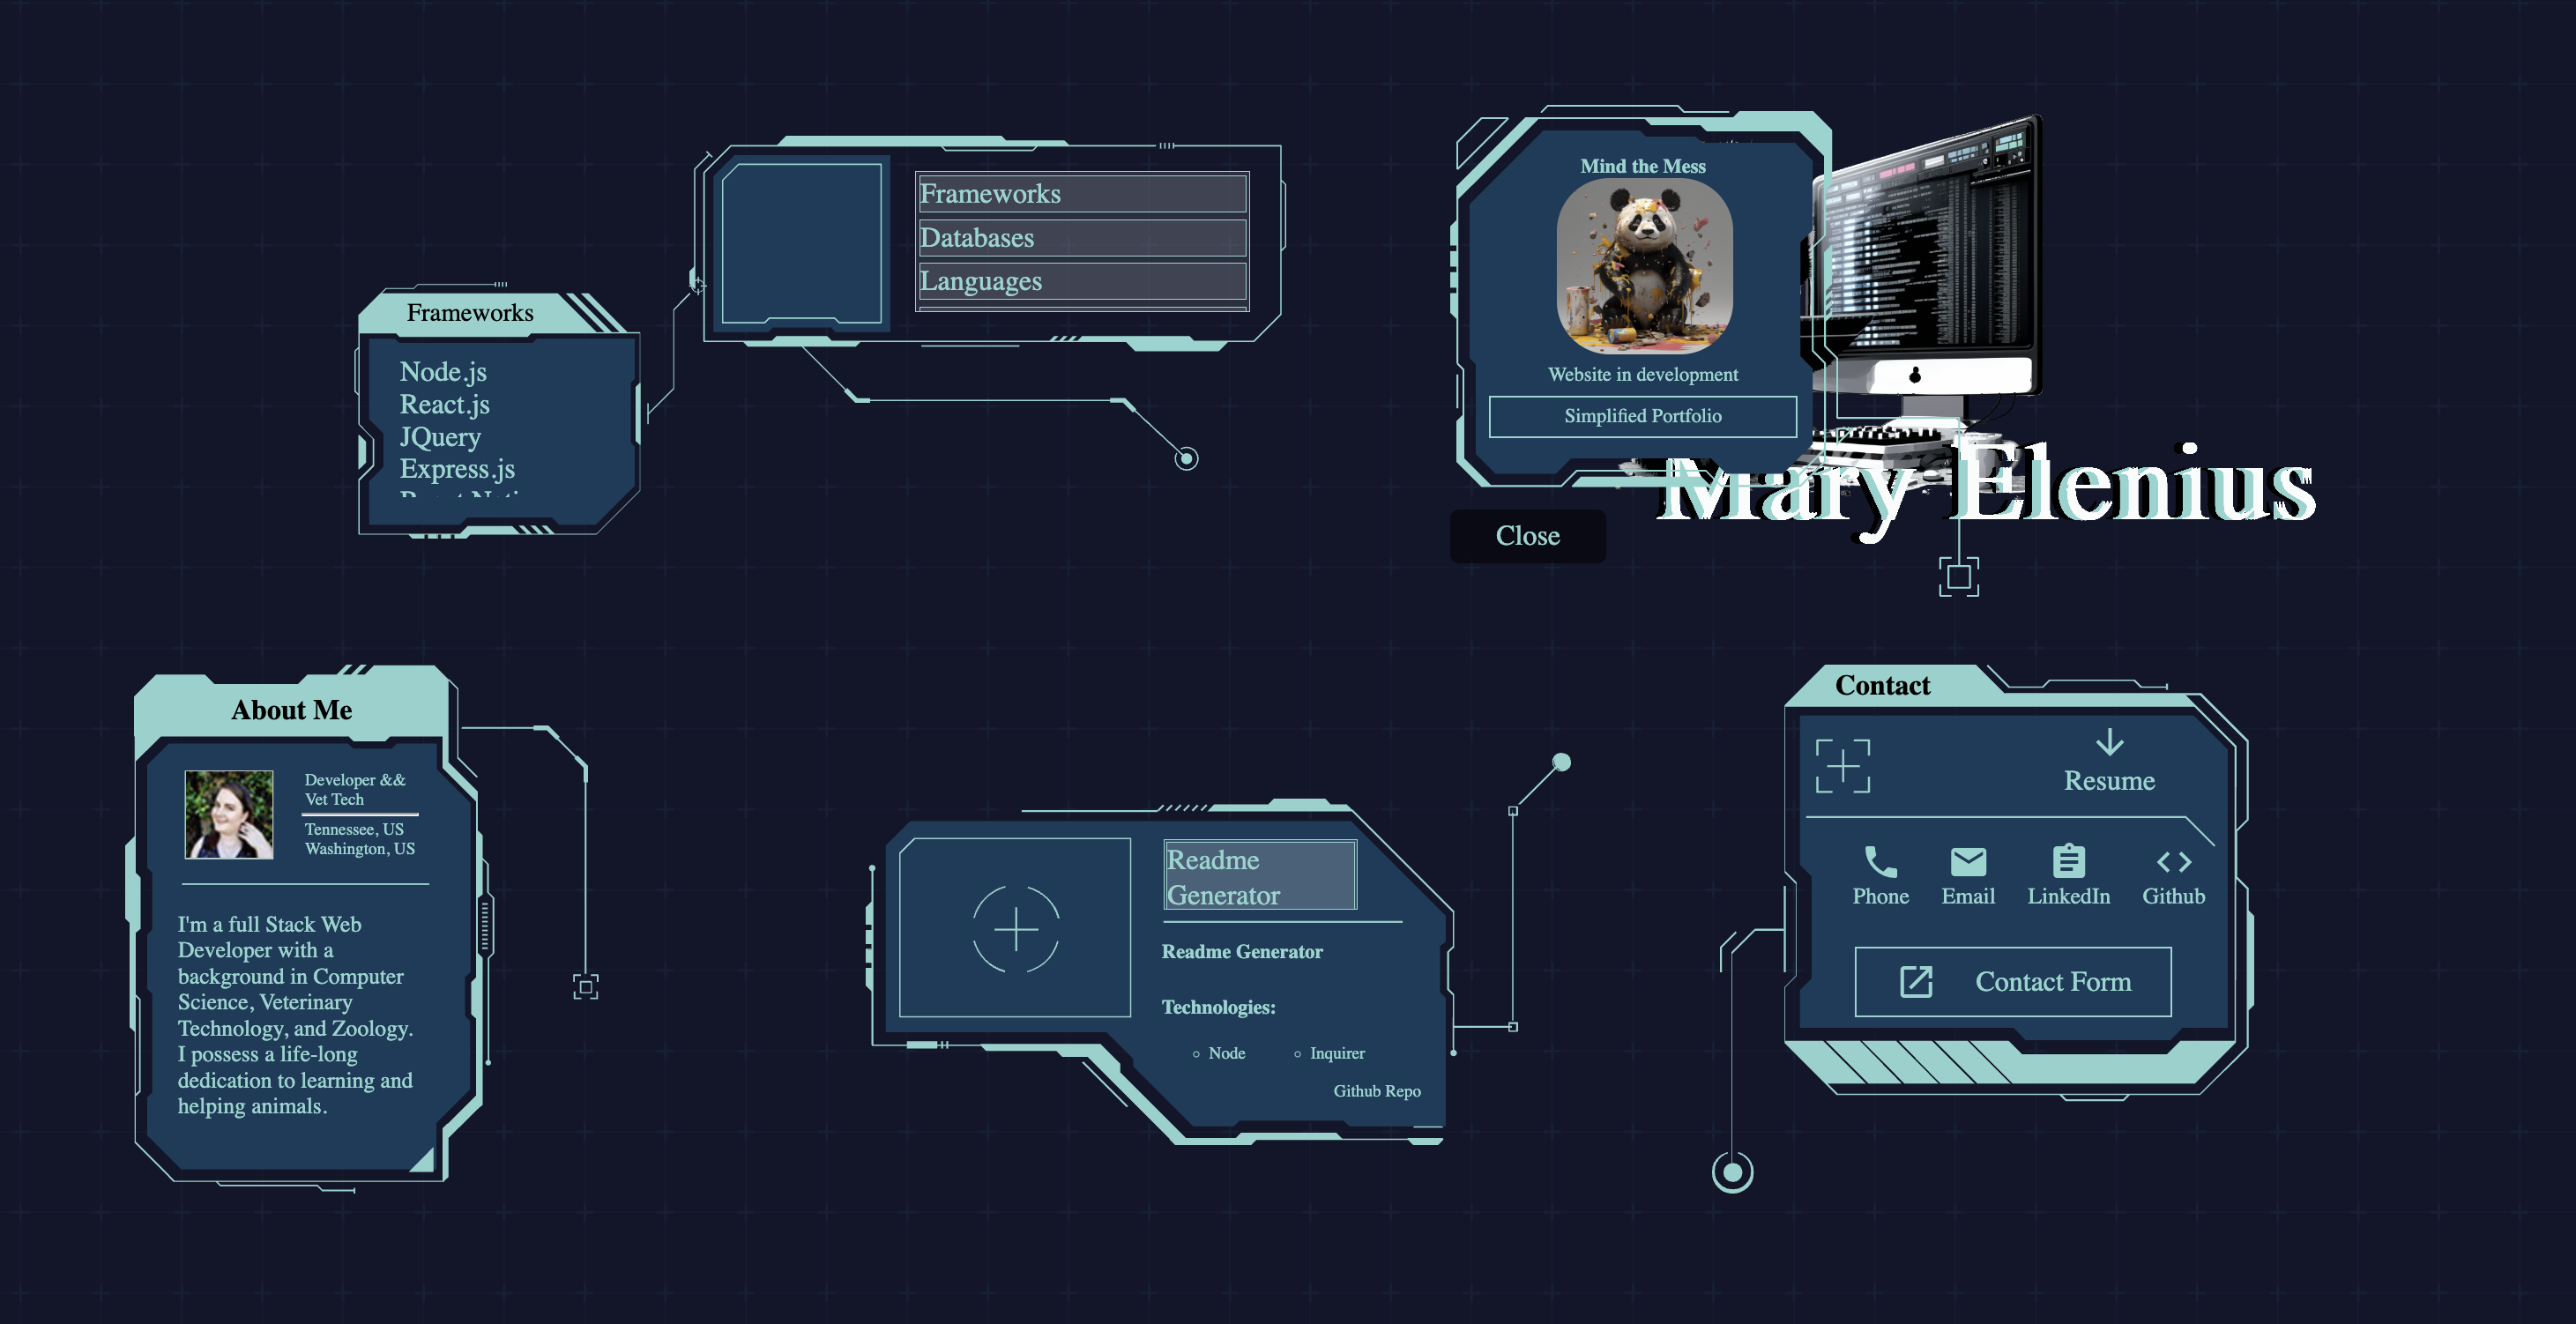 Frameworks
Databases
Languages
Frameworks
Node.js
React.js
JQuery
Express.js
Mind the Mess
Website in development
Simplified Portfolio
Mary Elenius
Close
About Me
Developer &&
Vet Tech
Tennessee, US
Washington, US
I'm a full Stack Web
Developer with a
background in Computer
Science, Veterinary
Technology, and Zoology.
I possess a life-long
dedication to learning and
helping animals.
Readme
Generator
Readme Generator
Technologies:
Node
Inquirer
Github Repo
Contact
Resume
Phone
Email
LinkedIn
Github
Contact Form